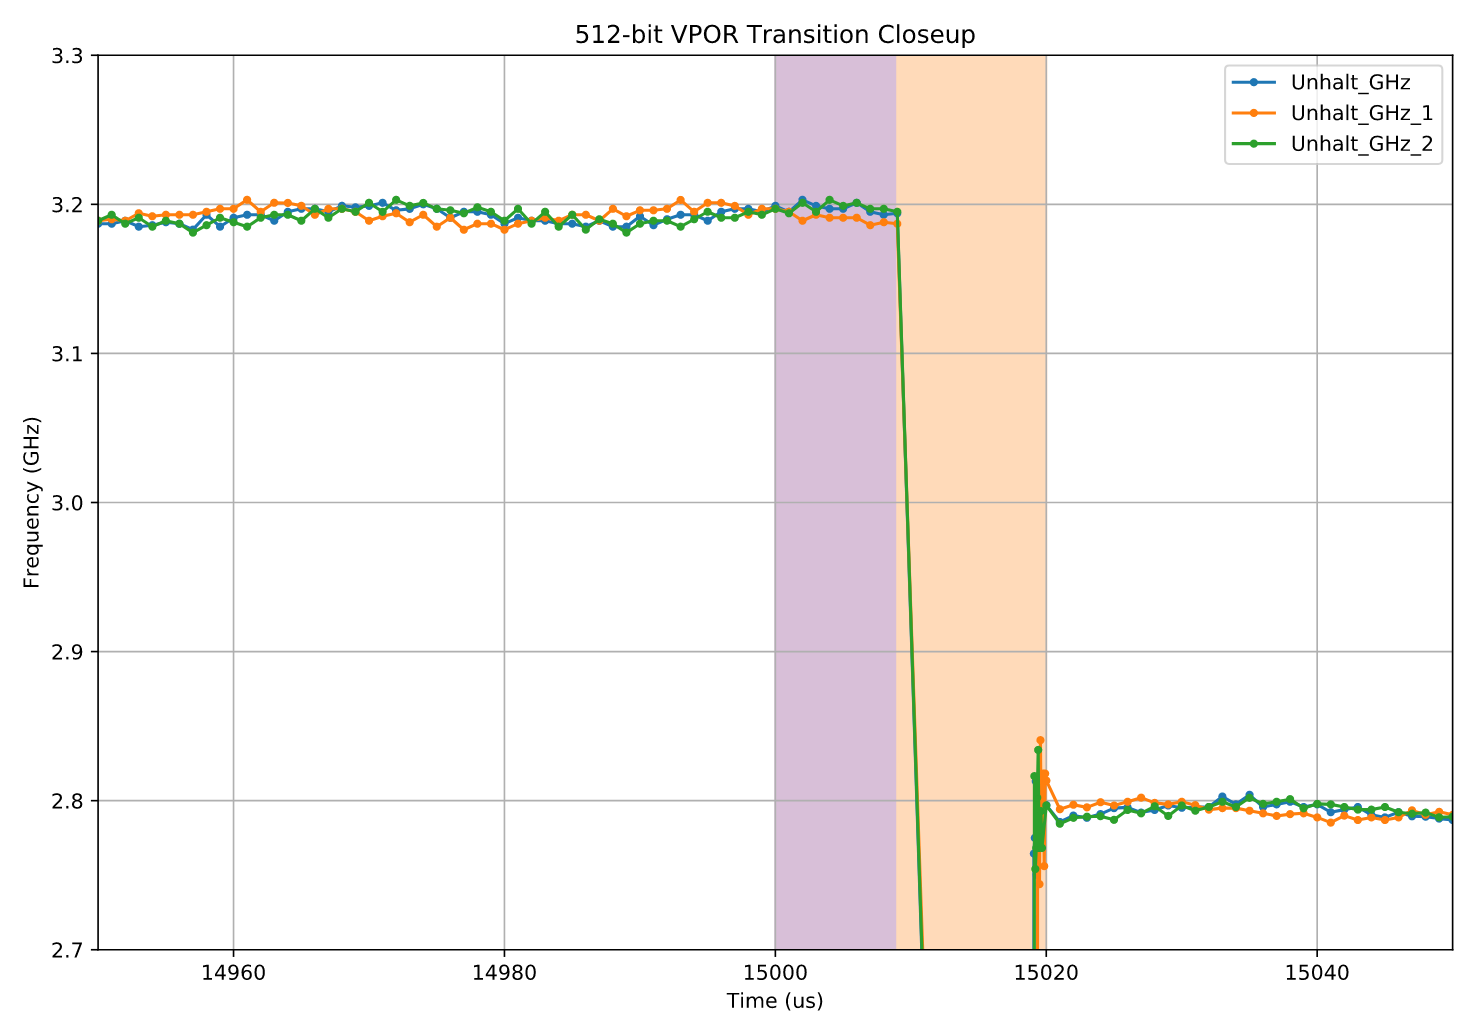 512-bit VPOR Transition Closeup
Unhalt_GHz
Unhalt_GHz_1
Unhalt_GHz_2
Frequency (GHz)
3.3
3.2
3.1
3.0
2.9
2.8
2.7
14960 14980 15000 15020 15040
Time (us)